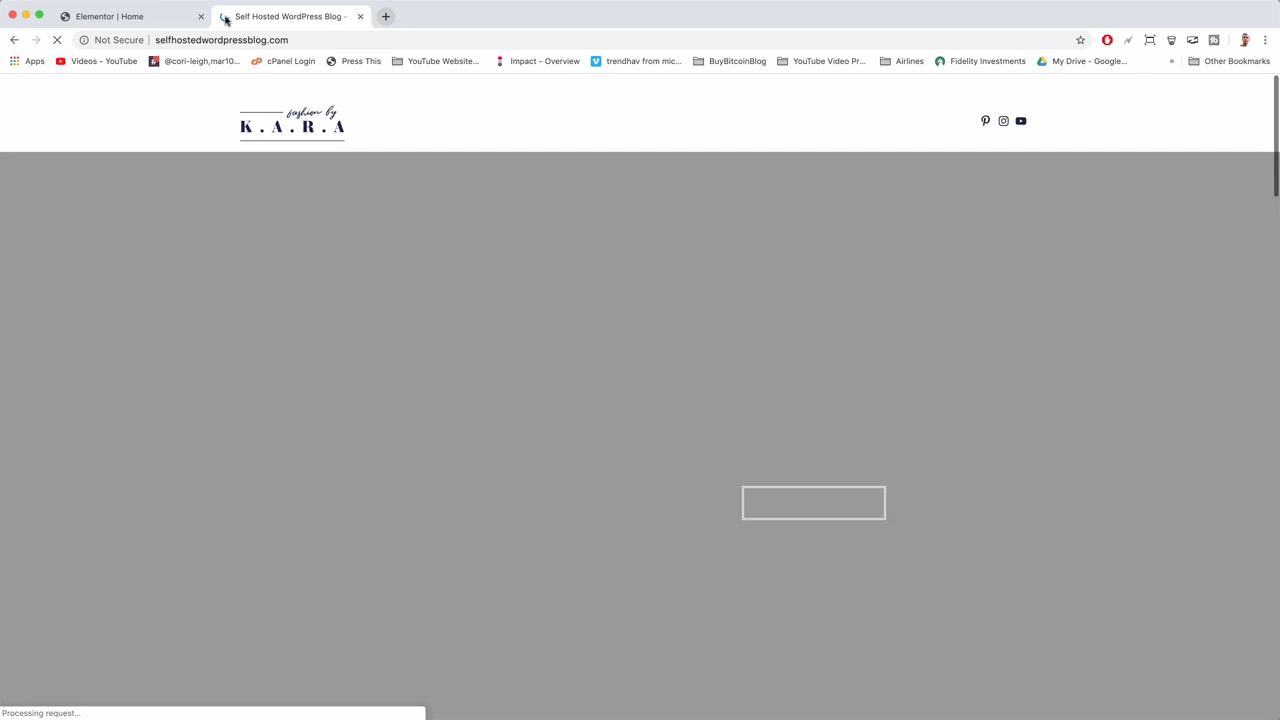 Elementor | Home
Self Hosted WordPress Blog –
Not Secure | selfhostedwordpressblog.com
Apps Videos - YouTube @cori-leigh,mar10... cPanel Login Press This YouTube Website... Impact - Overview trendhav from mic... BuyBitcoinBlog YouTube Video Pr... Airlines Fidelity Investments My Drive - Google... » Other Bookmarks
fashion by
K.A.R.A
Processing request...